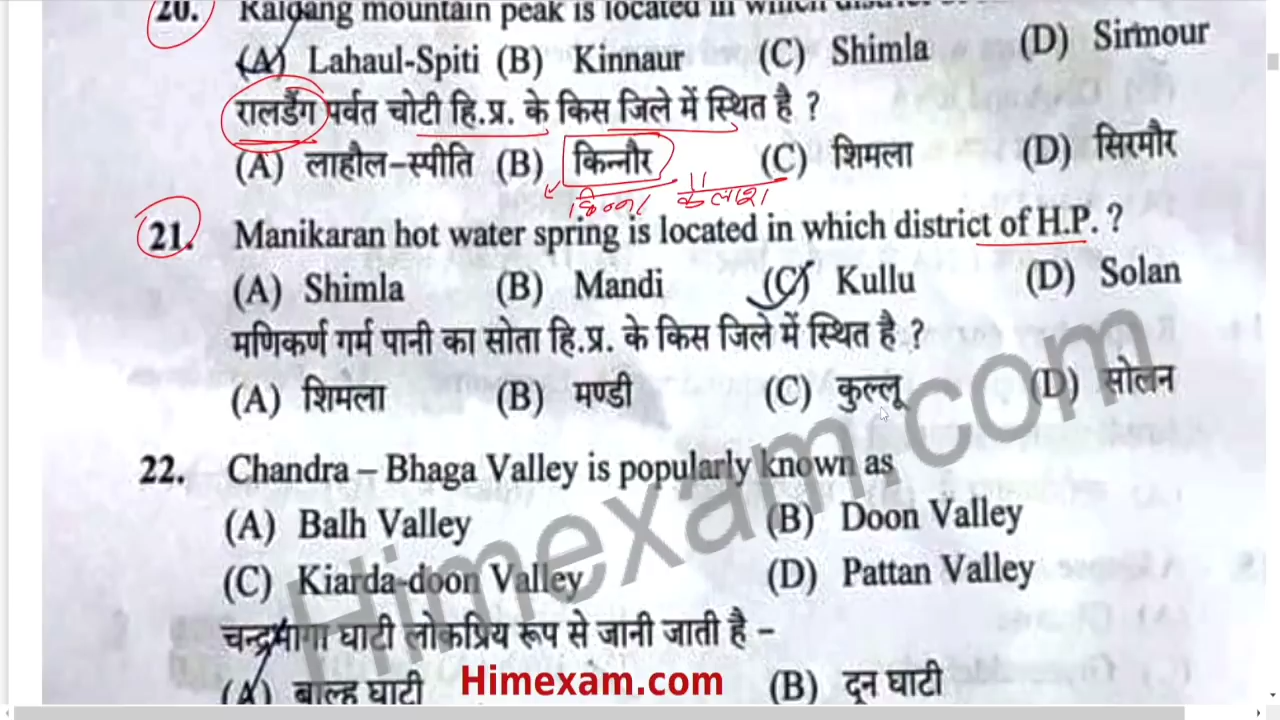 20. Raldang mountain peak is located in which
(A) Lahaul-Spiti (B) Kinnaur (C) Shimla (D) Sirmour
रालडैंग पर्वत चोटी हि.प्र. के किस जिले में स्थित है ?
(A) लाहौल-स्पीति (B) किन्नौर (C) शिमला (D) सिरमौर
कैलाश
21. Manikaran hot water spring is located in which district of H.P. ?
(A) Shimla (B) Mandi (C) Kullu (D) Solan
मणिकर्ण गर्म पानी का सोता हि.प्र. के किस जिले में स्थित है ?
(A) शिमला (B) मण्डी (C) कुल्लू (D) सोलन
22. Chandra – Bhaga Valley is popularly known as
(A) Balh Valley (B) Doon Valley
(C) Kiarda-doon Valley (D) Pattan Valley
चन्द्रभागा घाटी लोकप्रिय रूप से जानी जाती है –
(A) बाल्ह घाटी (B) दून घाटी
Himexam.com
Himexam.com